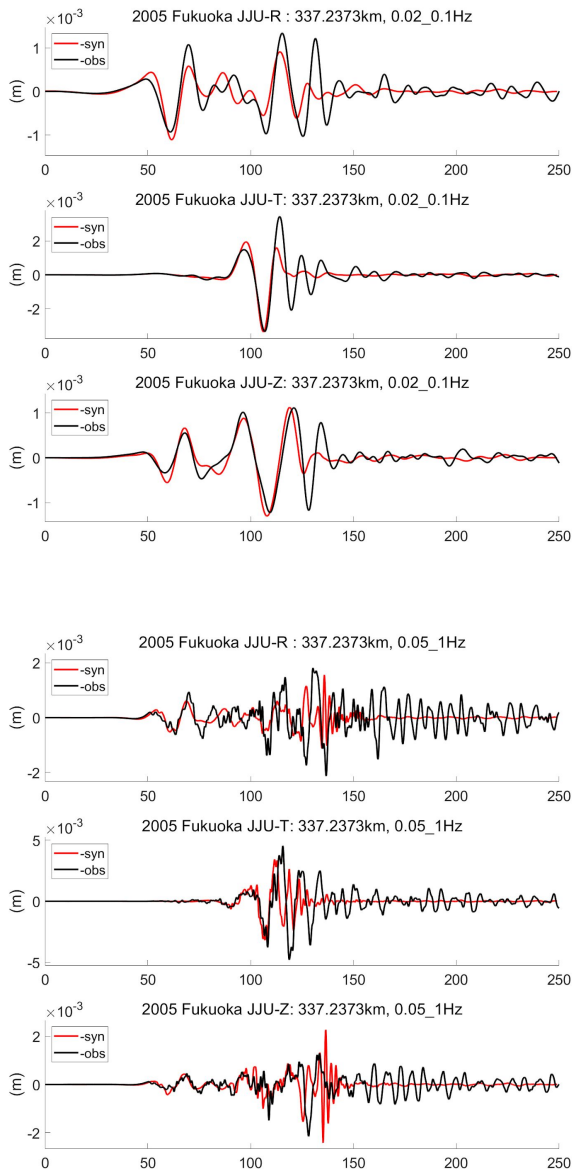 ×10⁻³
2005 Fukuoka JJU-R : 337.2373km, 0.02_0.1Hz
-syn
-obs
1
0
-1
(m)
0 50 100 150 200 250
×10⁻³
2005 Fukuoka JJU-T: 337.2373km, 0.02_0.1Hz
-syn
-obs
2
0
-2
(m)
0 50 100 150 200 250
×10⁻³
2005 Fukuoka JJU-Z: 337.2373km, 0.02_0.1Hz
-syn
-obs
1
0
-1
(m)
0 50 100 150 200 250
×10⁻³
2005 Fukuoka JJU-R : 337.2373km, 0.05_1Hz
-syn
-obs
2
0
-2
(m)
0 50 100 150 200 250
×10⁻³
2005 Fukuoka JJU-T: 337.2373km, 0.05_1Hz
-syn
-obs
5
0
-5
(m)
0 50 100 150 200 250
×10⁻³
2005 Fukuoka JJU-Z: 337.2373km, 0.05_1Hz
-syn
-obs
2
0
-2
(m)
0 50 100 150 200 250